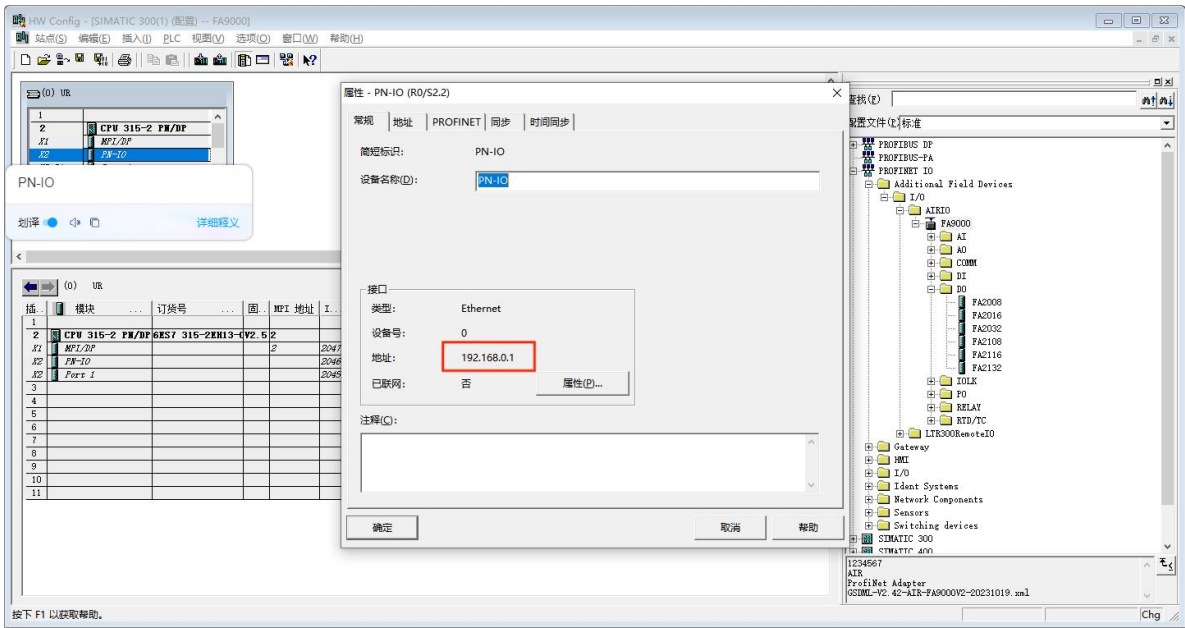 HW Config - [SIMATIC 300(1) (配置) -- FA9000]
站点(S) 编辑(E) 插入(I) PLC 视图(V) 选项(O) 窗口(W) 帮助(H)
(0) UR
1
2 CPU 315-2 PN/DP
X1 MPI/DP
X2 PN-IO
PN-IO
划译 详细释义
(0) UR
插.. 模块 ... 订货号 ... 固.. MPI 地址 I...
1
2 CPU 315-2 PN/DP 6ES7 315-2EH13-0 V2.5 2
X1 MPI/DP 2 2047
X2 PN-IO 2046
X2 Port 1 2045
3
4
5
6
7
8
9
10
11
属性 - PN-IO (R0/S2.2)
常规 地址 PROFINET 同步 时间同步
简短标识: PN-IO
设备名称(D): PN-IO
接口
类型: Ethernet
设备号: 0
地址: 192.168.0.1
已联网: 否 属性(P)...
注释(C):
确定 取消 帮助
查找(F)
配置文件(P) 标准
PROFIBUS DP
PROFIBUS-PA
PROFINET IO
Additional Field Devices
I/O
AIRIO
FA9000
AI
AO
COMM
DI
DO
FA2008
FA2016
FA2032
FA2108
FA2116
FA2132
IOLK
PO
RELAY
RTD/TC
LTR300RemoteIO
Gateway
HMI
I/O
Ident Systems
Network Components
Sensors
Switching devices
SIMATIC 300
SIMATIC 400
1234567
AIR
ProfiNet Adapter
GSDML-V2.42-AIR-FA9000V2-20231019.xml
按下 F1 以获取帮助。 Chg